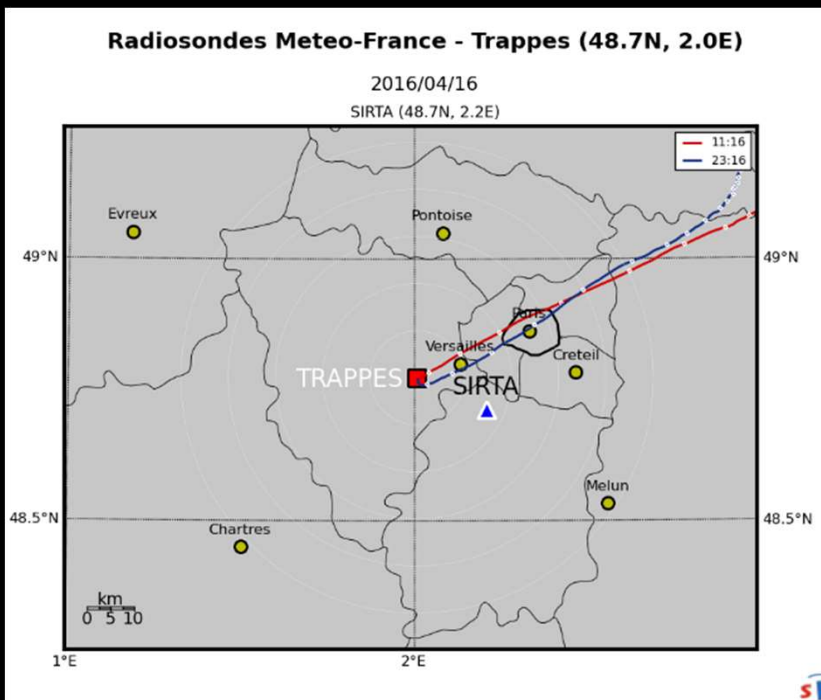 Radiosondes Meteo-France - Trappes (48.7N, 2.0E)
2016/04/16
SIRTA (48.7N, 2.2E)
11:16
23:16
Evreux
Pontoise
49°N
49°N
Paris
Versailles
Creteil
TRAPPES
SIRTA
Melun
48.5°N
48.5°N
Chartres
km
0 5 10
1°E
2°E